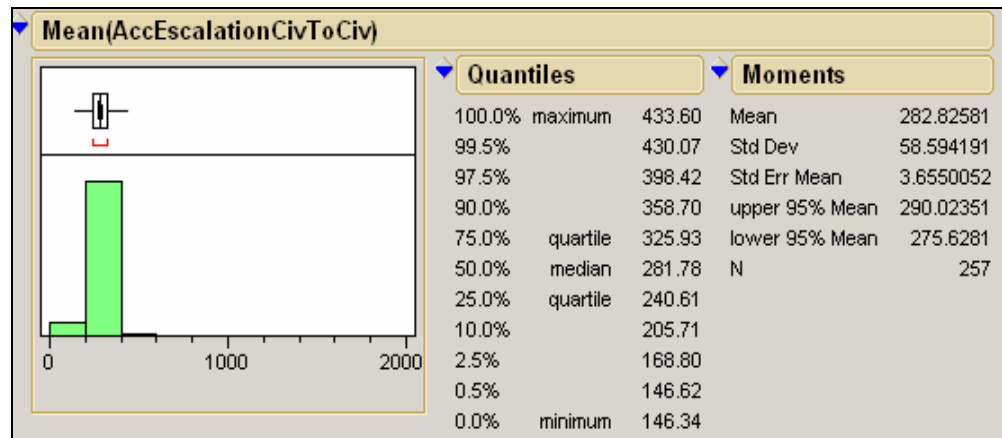 Mean(AccEscalationCivToCiv)
Quantiles
100.0% maximum 433.60
99.5% 430.07
97.5% 398.42
90.0% 358.70
75.0% quartile 325.93
50.0% median 281.78
25.0% quartile 240.61
10.0% 205.71
2.5% 168.80
0.5% 146.62
0.0% minimum 146.34
Moments
Mean 282.82581
Std Dev 58.594191
Std Err Mean 3.6550052
upper 95% Mean 290.02351
lower 95% Mean 275.6281
N 257
0 1000 2000